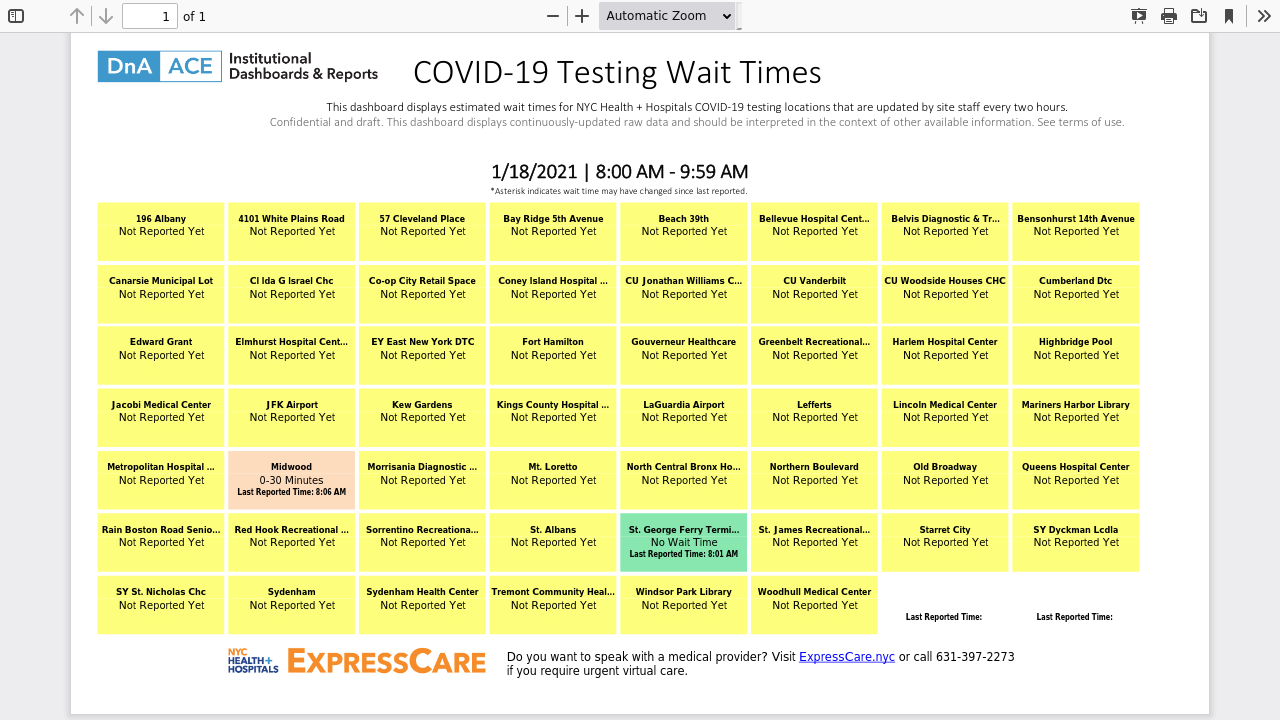 1 of 1 Automatic Zoom
DnA ACE Institutional Dashboards & Reports
COVID-19 Testing Wait Times
This dashboard displays estimated wait times for NYC Health + Hospitals COVID-19 testing locations that are updated by site staff every two hours.
Confidential and draft. This dashboard displays continuously-updated raw data and should be interpreted in the context of other available information. See terms of use.
1/18/2021 | 8:00 AM - 9:59 AM
*Asterisk indicates wait time may have changed since last reported.
196 Albany
Not Reported Yet
4101 White Plains Road
Not Reported Yet
57 Cleveland Place
Not Reported Yet
Bay Ridge 5th Avenue
Not Reported Yet
Beach 39th
Not Reported Yet
Bellevue Hospital Cent...
Not Reported Yet
Belvis Diagnostic & Tr...
Not Reported Yet
Bensonhurst 14th Avenue
Not Reported Yet
Canarsie Municipal Lot
Not Reported Yet
CI Ida G Israel Chc
Not Reported Yet
Co-op City Retail Space
Not Reported Yet
Coney Island Hospital ...
Not Reported Yet
CU Jonathan Williams C...
Not Reported Yet
CU Vanderbilt
Not Reported Yet
CU Woodside Houses CHC
Not Reported Yet
Cumberland Dtc
Not Reported Yet
Edward Grant
Not Reported Yet
Elmhurst Hospital Cent...
Not Reported Yet
EY East New York DTC
Not Reported Yet
Fort Hamilton
Not Reported Yet
Gouverneur Healthcare
Not Reported Yet
Greenbelt Recreational...
Not Reported Yet
Harlem Hospital Center
Not Reported Yet
Highbridge Pool
Not Reported Yet
Jacobi Medical Center
Not Reported Yet
JFK Airport
Not Reported Yet
Kew Gardens
Not Reported Yet
Kings County Hospital ...
Not Reported Yet
LaGuardia Airport
Not Reported Yet
Lefferts
Not Reported Yet
Lincoln Medical Center
Not Reported Yet
Mariners Harbor Library
Not Reported Yet
Metropolitan Hospital ...
Not Reported Yet
Midwood
0-30 Minutes
Last Reported Time: 8:06 AM
Morrisania Diagnostic ...
Not Reported Yet
Mt. Loretto
Not Reported Yet
North Central Bronx Ho...
Not Reported Yet
Northern Boulevard
Not Reported Yet
Old Broadway
Not Reported Yet
Queens Hospital Center
Not Reported Yet
Rain Boston Road Senio...
Not Reported Yet
Red Hook Recreational ...
Not Reported Yet
Sorrentino Recreationa...
Not Reported Yet
St. Albans
Not Reported Yet
St. George Ferry Termi...
No Wait Time
Last Reported Time: 8:01 AM
St. James Recreational...
Not Reported Yet
Starret City
Not Reported Yet
SY Dyckman Lcdla
Not Reported Yet
SY St. Nicholas Chc
Not Reported Yet
Sydenham
Not Reported Yet
Sydenham Health Center
Not Reported Yet
Tremont Community Heal...
Not Reported Yet
Windsor Park Library
Not Reported Yet
Woodhull Medical Center
Not Reported Yet
Last Reported Time:
Last Reported Time:
NYC
HEALTH+
HOSPITALS
EXPRESSCARE
Do you want to speak with a medical provider? Visit ExpressCare.nyc or call 631-397-2273
if you require urgent virtual care.